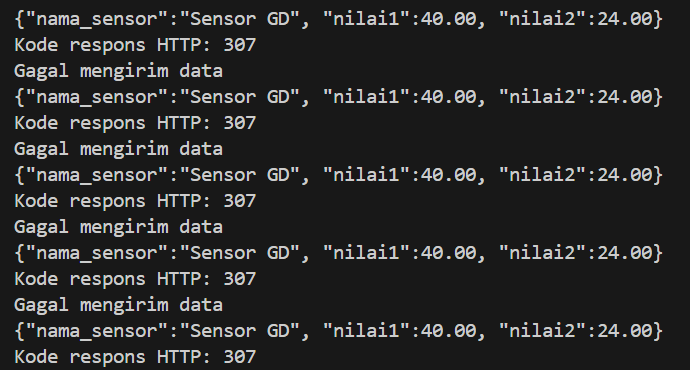 {"nama_sensor":"Sensor GD", "nilai1":40.00, "nilai2":24.00}
Kode respons HTTP: 307
Gagal mengirim data
{"nama_sensor":"Sensor GD", "nilai1":40.00, "nilai2":24.00}
Kode respons HTTP: 307
Gagal mengirim data
{"nama_sensor":"Sensor GD", "nilai1":40.00, "nilai2":24.00}
Kode respons HTTP: 307
Gagal mengirim data
{"nama_sensor":"Sensor GD", "nilai1":40.00, "nilai2":24.00}
Kode respons HTTP: 307
Gagal mengirim data
{"nama_sensor":"Sensor GD", "nilai1":40.00, "nilai2":24.00}
Kode respons HTTP: 307